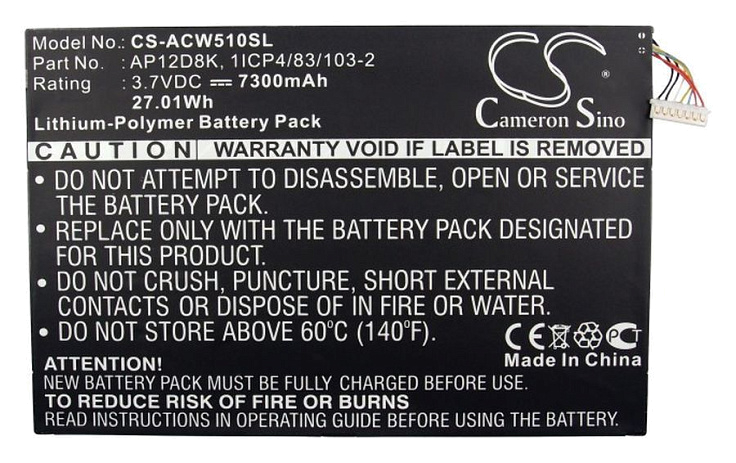 Model No.: CS-ACW510SL
Part No.: AP12D8K, 1ICP4/83/103-2
Rating: 3.7VDC ⎓ 7300mAh
27.01Wh
Lithium-Polymer Battery Pack
CS
Cameron Sino
CAUTION WARRANTY VOID IF LABEL IS REMOVED
• DO NOT ATTEMPT TO DISASSEMBLE, OPEN OR SERVICE
THE BATTERY PACK.
• REPLACE ONLY WITH THE BATTERY PACK DESIGNATED
FOR THIS PRODUCT.
• DO NOT CRUSH, PUNCTURE, SHORT EXTERNAL
CONTACTS OR DISPOSE OF IN FIRE OR WATER.
• DO NOT STORE ABOVE 60°C (140°F).
CE PCT
Made In China
ATTENTION!
NEW BATTERY PACK MUST BE FULLY CHARGED BEFORE USE
TO REDUCE RISK OF FIRE OR BURNS
READ INSTRUCTIONS IN USER'S MANUAL BEFORE USING THE BATTERY.